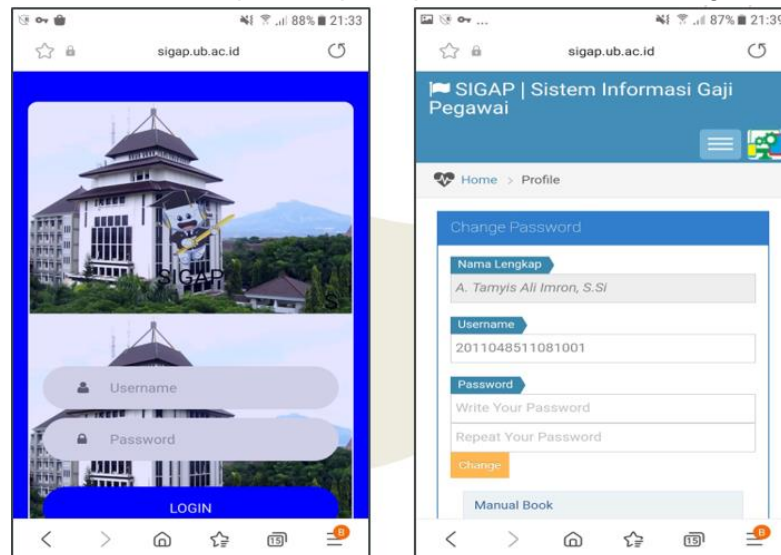 88% 21:33
sigap.ub.ac.id
SIGAP
S
Username
Password
LOGIN
15
B
... 87% 21:39
sigap.ub.ac.id
SIGAP | Sistem Informasi Gaji
Pegawai
Home > Profile
Change Password
Nama Lengkap
A. Tamyis Ali Imron, S.Si
Username
2011048511081001
Password
Write Your Password
Repeat Your Password
Change
Manual Book
15
B